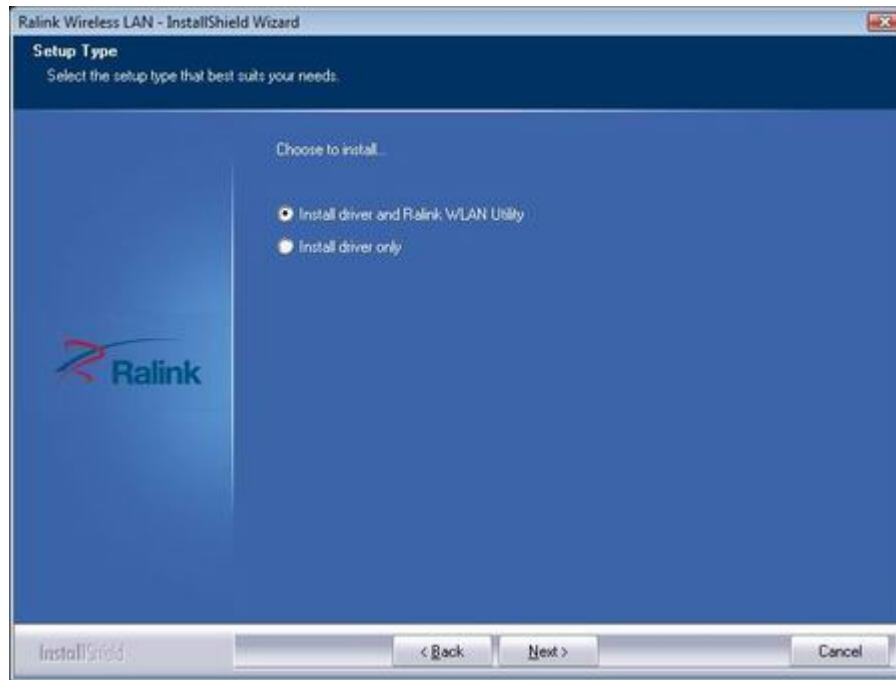 Ralink Wireless LAN - InstallShield Wizard
Setup Type
Select the setup type that best suits your needs.
Choose to install...
Install driver and Ralink WLAN Utility
Install driver only
Ralink
InstallShield
< Back
Next >
Cancel